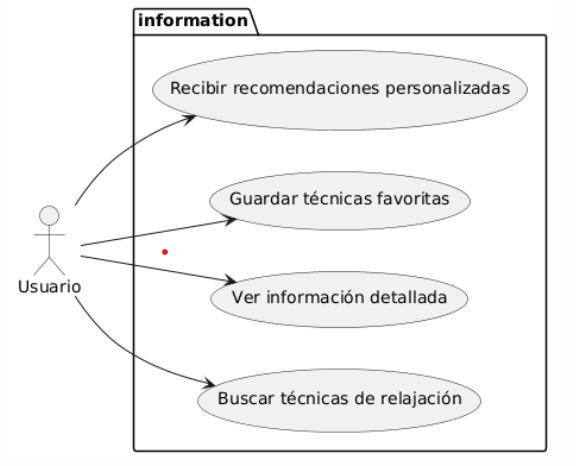 information
Recibir recomendaciones personalizadas
Guardar técnicas favoritas
Usuario
Ver información detallada
Buscar técnicas de relajación